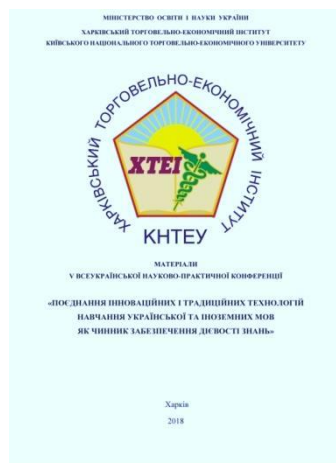 МІНІСТЕРСТВО ОСВІТИ І НАУКИ УКРАЇНИ
ХАРКІВСЬКИЙ ТОРГОВЕЛЬНО-ЕКОНОМІЧНИЙ ІНСТИТУТ
КИЇВСЬКОГО НАЦІОНАЛЬНОГО ТОРГОВЕЛЬНО-ЕКОНОМІЧНОГО УНІВЕРСИТЕТУ
ХАРКІВСЬКИЙ ТОРГОВЕЛЬНО-ЕКОНОМІЧНИЙ ІНСТИТУТ
ХТЕІ
КНТЕУ
МАТЕРІАЛИ
V ВСЕУКРАЇНСЬКОЇ НАУКОВО-ПРАКТИЧНОЇ КОНФЕРЕНЦІЇ
«ПОЄДНАННЯ ІННОВАЦІЙНИХ І ТРАДИЦІЙНИХ ТЕХНОЛОГІЙ
НАВЧАННЯ УКРАЇНСЬКОЇ ТА ІНОЗЕМНИХ МОВ
ЯК ЧИННИК ЗАБЕЗПЕЧЕННЯ ДІЄВОСТІ ЗНАНЬ»
Харків
2018